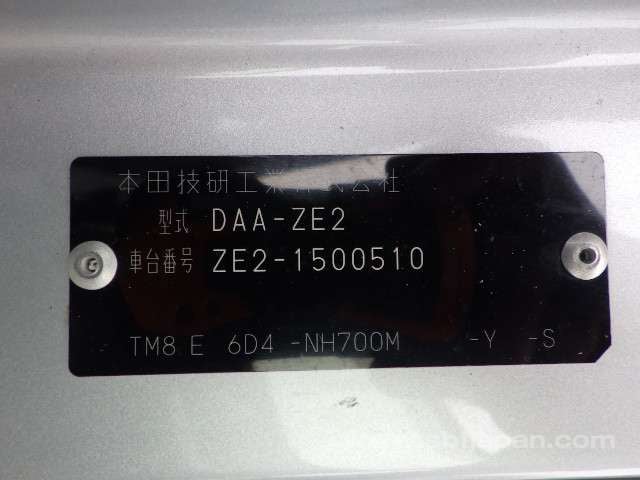 本田技研工業株式会社
型式 DAA-ZE2
車台番号 ZE2-1500510
TM8 E 6D4 -NH700M -Y -S